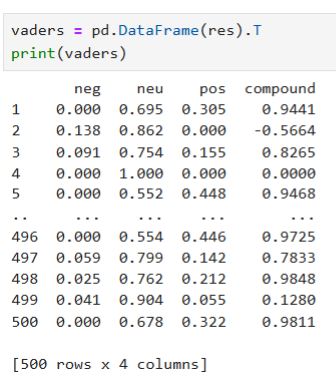 vaders = pd.DataFrame(res).T
print(vaders)
neg neu pos compound
1 0.000 0.695 0.305 0.9441
2 0.138 0.862 0.000 -0.5664
3 0.091 0.754 0.155 0.8265
4 0.000 1.000 0.000 0.0000
5 0.000 0.552 0.448 0.9468
.. ... ... ... ...
496 0.000 0.554 0.446 0.9725
497 0.059 0.799 0.142 0.7833
498 0.025 0.762 0.212 0.9848
499 0.041 0.904 0.055 0.1280
500 0.000 0.678 0.322 0.9811
[500 rows x 4 columns]